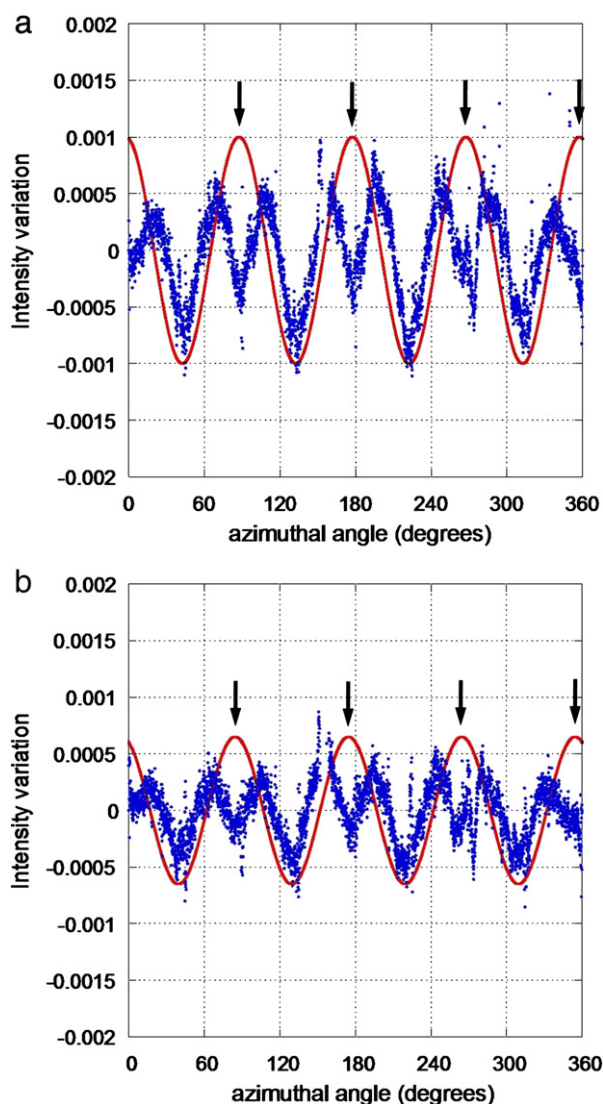 a
0.002
0.0015
0.001
0.0005
0
-0.0005
-0.001
-0.0015
-0.002
Intensity variation
0 60 120 180 240 300 360
azimuthal angle (degrees)
b
0.002
0.0015
0.001
0.0005
0
-0.0005
-0.001
-0.0015
-0.002
Intensity variation
0 60 120 180 240 300 360
azimuthal angle (degrees)